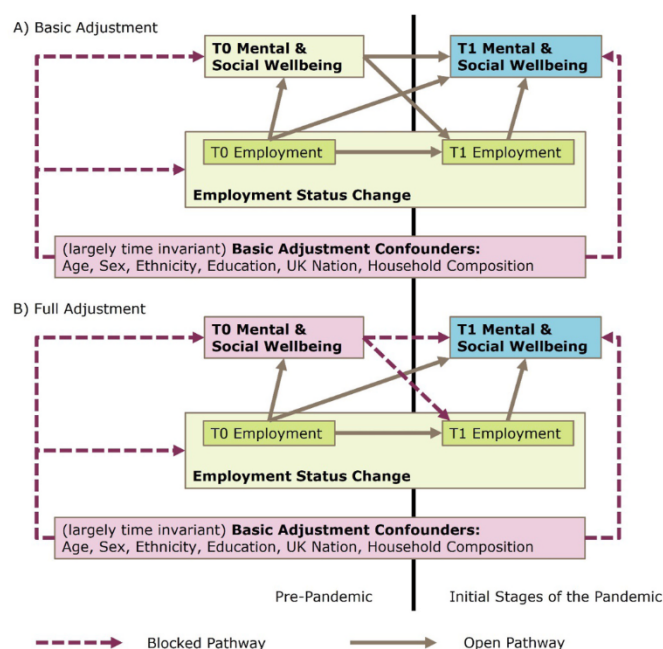 A) Basic Adjustment
T0 Mental &
Social Wellbeing
T1 Mental &
Social Wellbeing
T0 Employment
T1 Employment
Employment Status Change
(largely time invariant) Basic Adjustment Confounders:
Age, Sex, Ethnicity, Education, UK Nation, Household Composition
B) Full Adjustment
T0 Mental &
Social Wellbeing
T1 Mental &
Social Wellbeing
T0 Employment
T1 Employment
Employment Status Change
(largely time invariant) Basic Adjustment Confounders:
Age, Sex, Ethnicity, Education, UK Nation, Household Composition
Pre-Pandemic
Initial Stages of the Pandemic
Blocked Pathway
Open Pathway